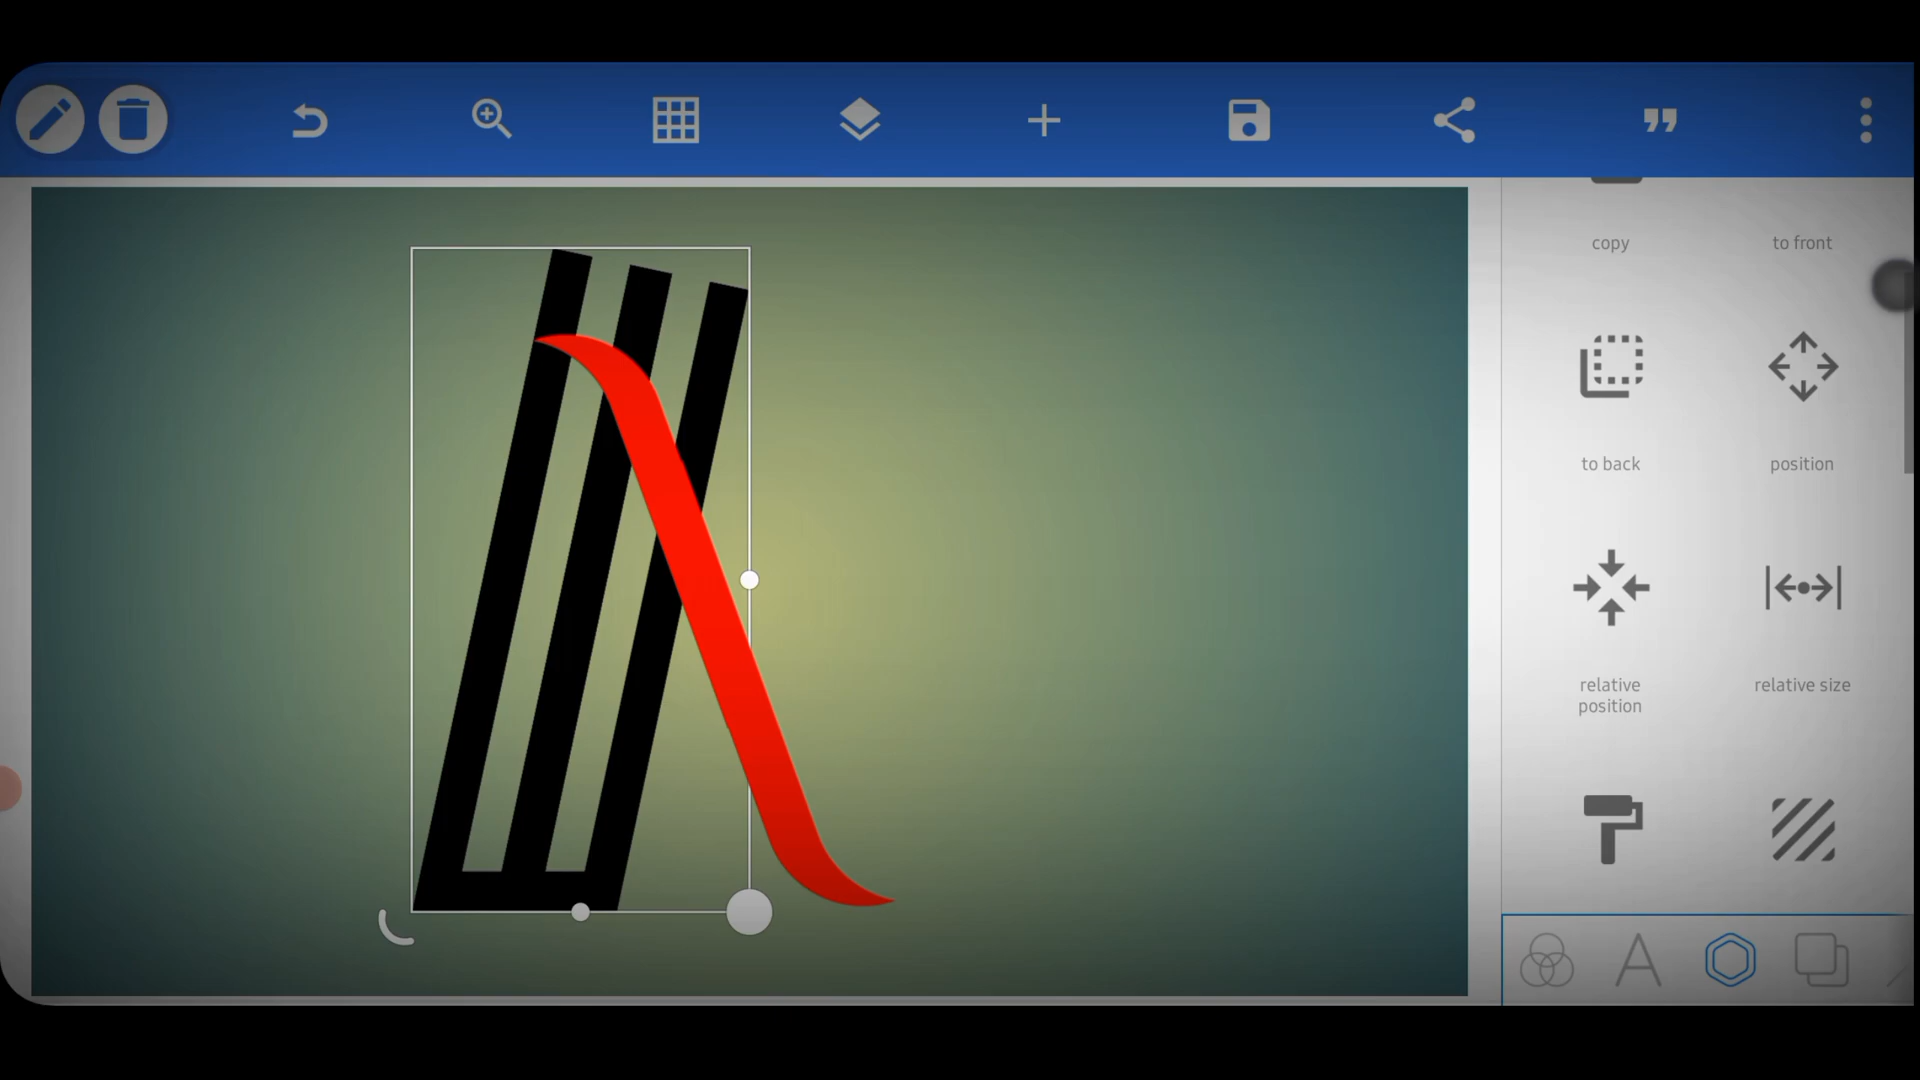 copy
to front
to back
position
relative
position
relative size